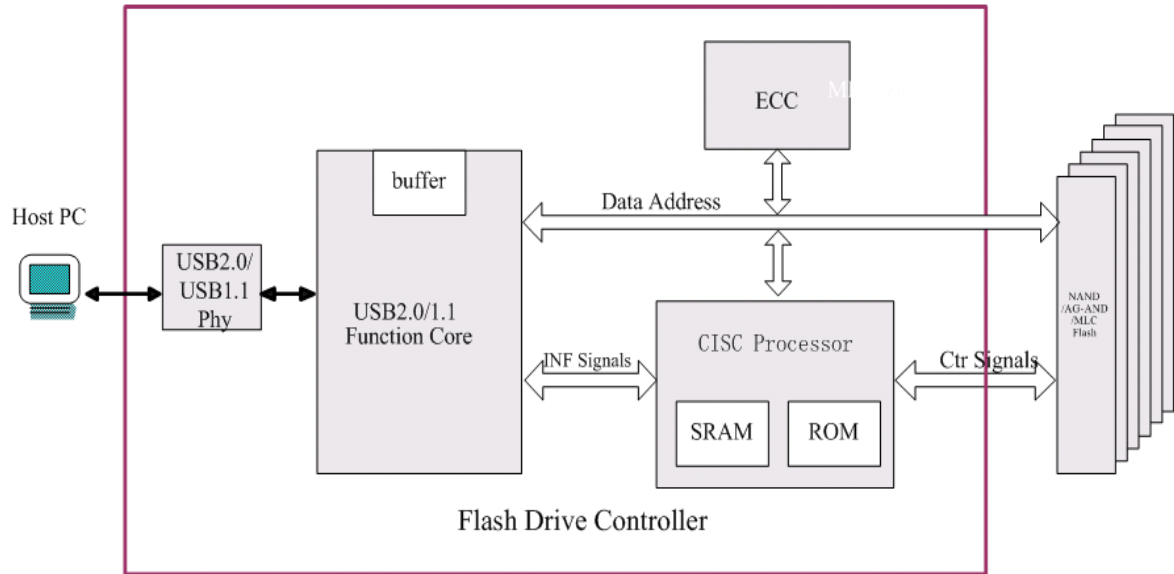 ECC
buffer
Data Address
Host PC
USB2.0/
USB1.1
Phy
USB2.0/1.1
Function Core
NAND
/AG-AND
/MLC
Flash
CISC Processor
INF Signals
Ctr Signals
SRAM
ROM
Flash Drive Controller